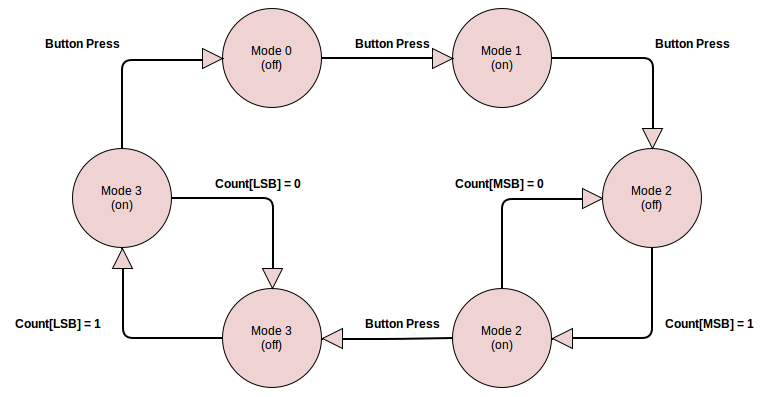 Button Press
Mode 0
(off)
Button Press
Mode 1
(on)
Button Press
Mode 3
(on)
Count[LSB] = 0
Count[MSB] = 0
Mode 2
(off)
Count[LSB] = 1
Mode 3
(off)
Button Press
Mode 2
(on)
Count[MSB] = 1